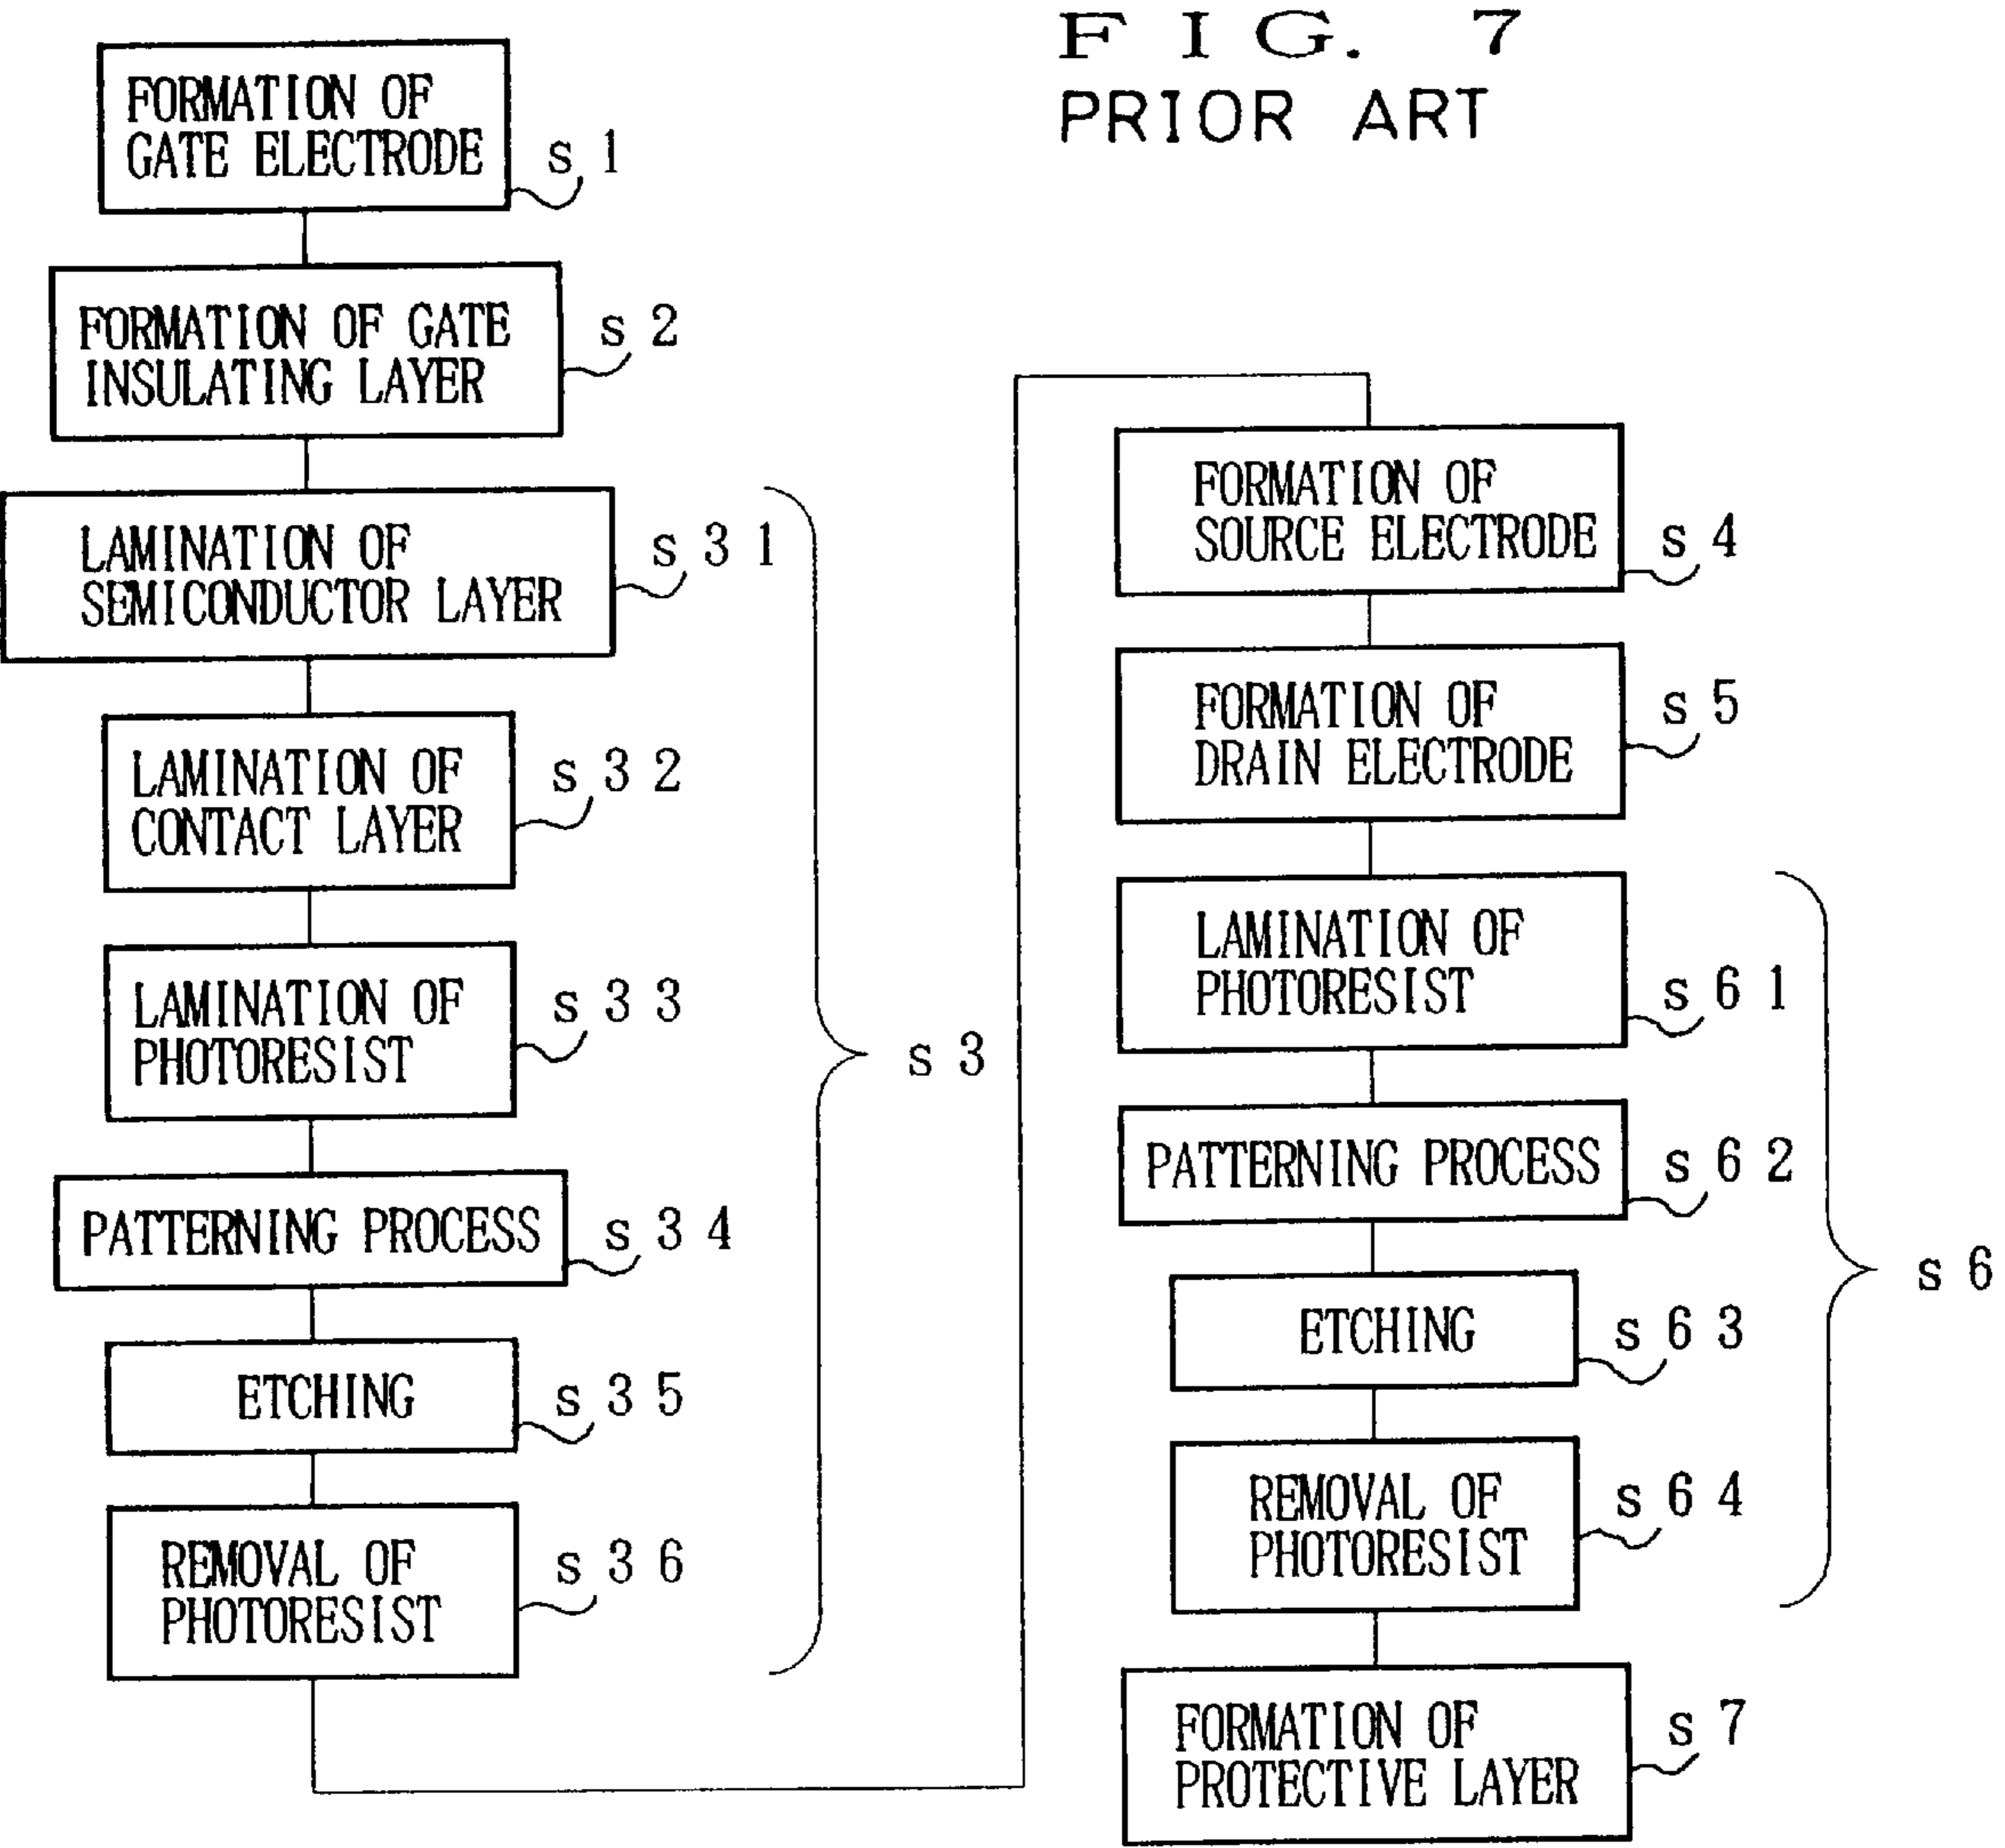 FIG. 7
PRIOR ART
FORMATION OF
GATE ELECTRODE
s1
FORMATION OF GATE
INSULATING LAYER
s2
LAMINATION OF
SEMICONDUCTOR LAYER
s31
LAMINATION OF
CONTACT LAYER
s32
LAMINATION OF
PHOTORESIST
s33
PATTERNING PROCESS
s34
ETCHING
s35
REMOVAL OF
PHOTORESIST
s36
s3
FORMATION OF
SOURCE ELECTRODE
s4
FORMATION OF
DRAIN ELECTRODE
s5
LAMINATION OF
PHOTORESIST
s61
PATTERNING PROCESS
s62
ETCHING
s63
REMOVAL OF
PHOTORESIST
s64
s6
FORMATION OF
PROTECTIVE LAYER
s7